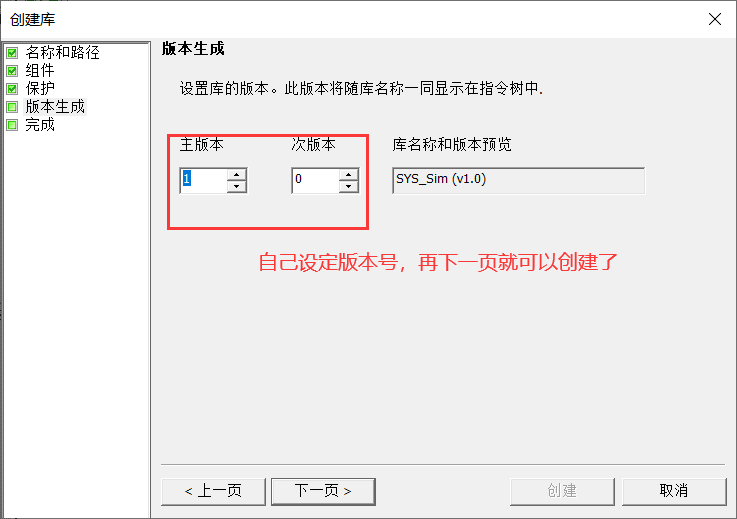 创建库
名称和路径
组件
保护
版本生成
完成
版本生成
设置库的版本。此版本将随库名称一同显示在指令树中.
主版本 次版本 库名称和版本预览
1 0 SYS_Sim (v1.0)
自己设定版本号，再下一页就可以创建了
< 上一页 下一页 > 创建 取消